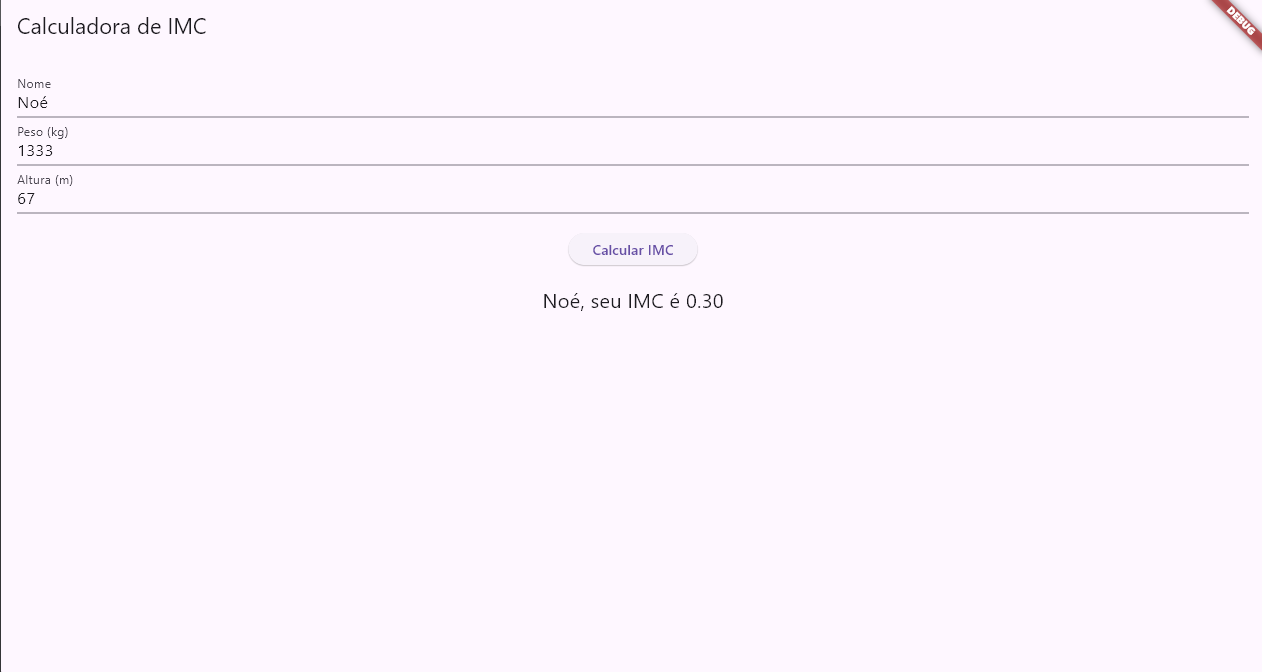 Calculadora de IMC
DEBUG
Nome
Noé
Peso (kg)
1333
Altura (m)
67
Calcular IMC
Noé, seu IMC é 0.30